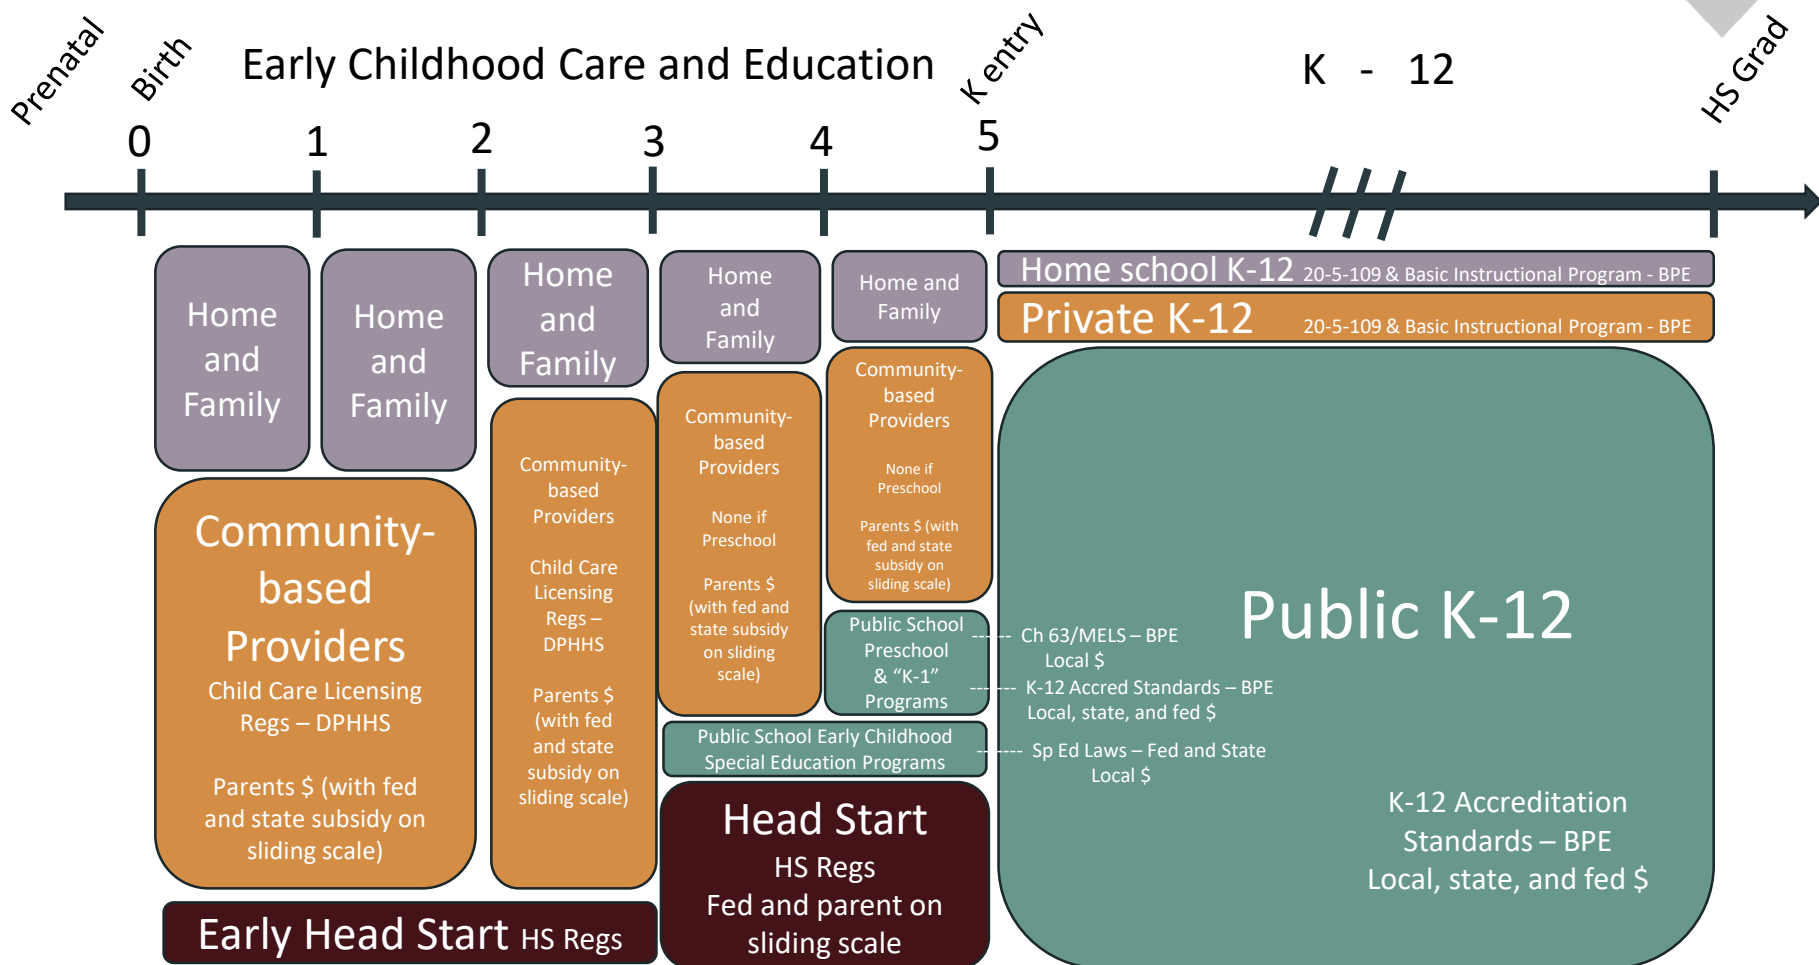 Prenatal
Birth
Early Childhood Care and Education
K entry
K - 12
HS Grad
0
1
2
3
4
5
Home
and
Family
Home
and
Family
Home
and
Family
Home
and
Family
Home and
Family
Home school K-12 20-5-109 & Basic Instructional Program - BPE
Private K-12 20-5-109 & Basic Instructional Program - BPE
Community-
based
Providers
Child Care Licensing
Regs – DPHHS
Parents $ (with fed
and state subsidy on
sliding scale)
Community-
based
Providers
Child Care
Licensing
Regs –
DPHHS
Parents $
(with fed
and state
subsidy on
sliding scale)
Community-
based
Providers
None if
Preschool
Parents $
(with fed and
state subsidy
on sliding
scale)
Community-
based
Providers
None if
Preschool
Parents $ (with
fed and state
subsidy on
sliding scale)
Public School
Preschool
& “K-1”
Programs
Ch 63/MELS – BPE
Local $
K-12 Accred Standards – BPE
Local, state, and fed $
Public School Early Childhood
Special Education Programs
Sp Ed Laws – Fed and State
Local $
Public K-12
K-12 Accreditation
Standards – BPE
Local, state, and fed $
Head Start
HS Regs
Fed and parent on
sliding scale
Early Head Start HS Regs